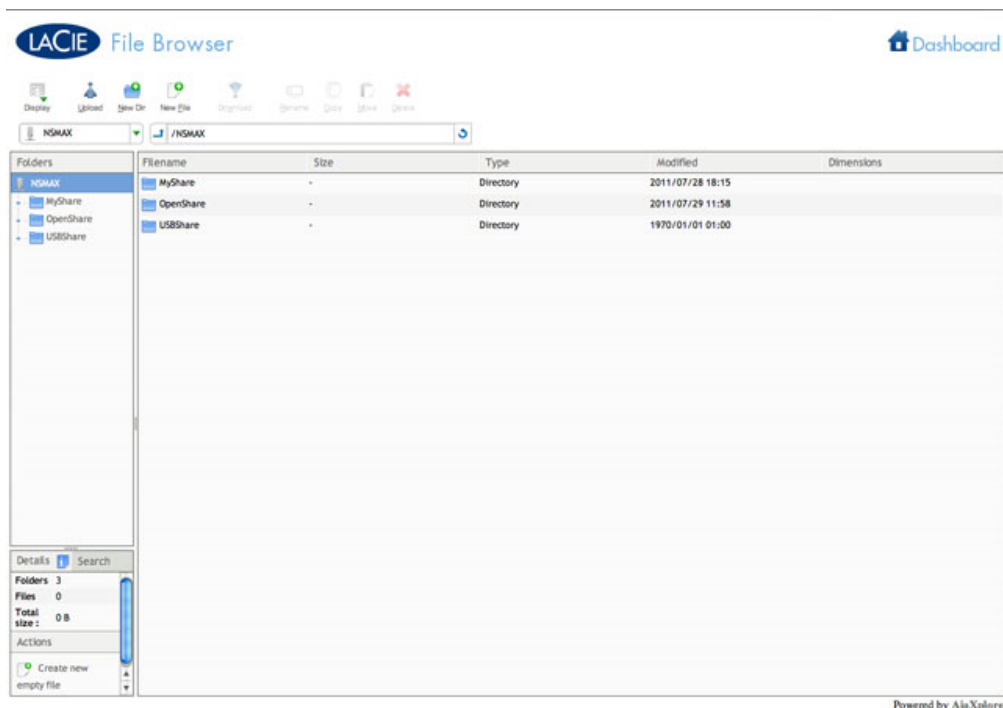 LACIE File Browser
Dashboard
Display Upload New Dir New File Download Rename Copy Move Delete
NSMAX /NSMAX
Folders Filename Size Type Modified Dimensions
NSMAX
MyShare
OpenShare
USBShare
MyShare - Directory 2011/07/28 18:15
OpenShare - Directory 2011/07/29 11:58
USBShare - Directory 1970/01/01 01:00
Details Search
Folders 3
Files 0
Total size : 0 B
Actions
Create new
empty file
Powered by AjaXplore